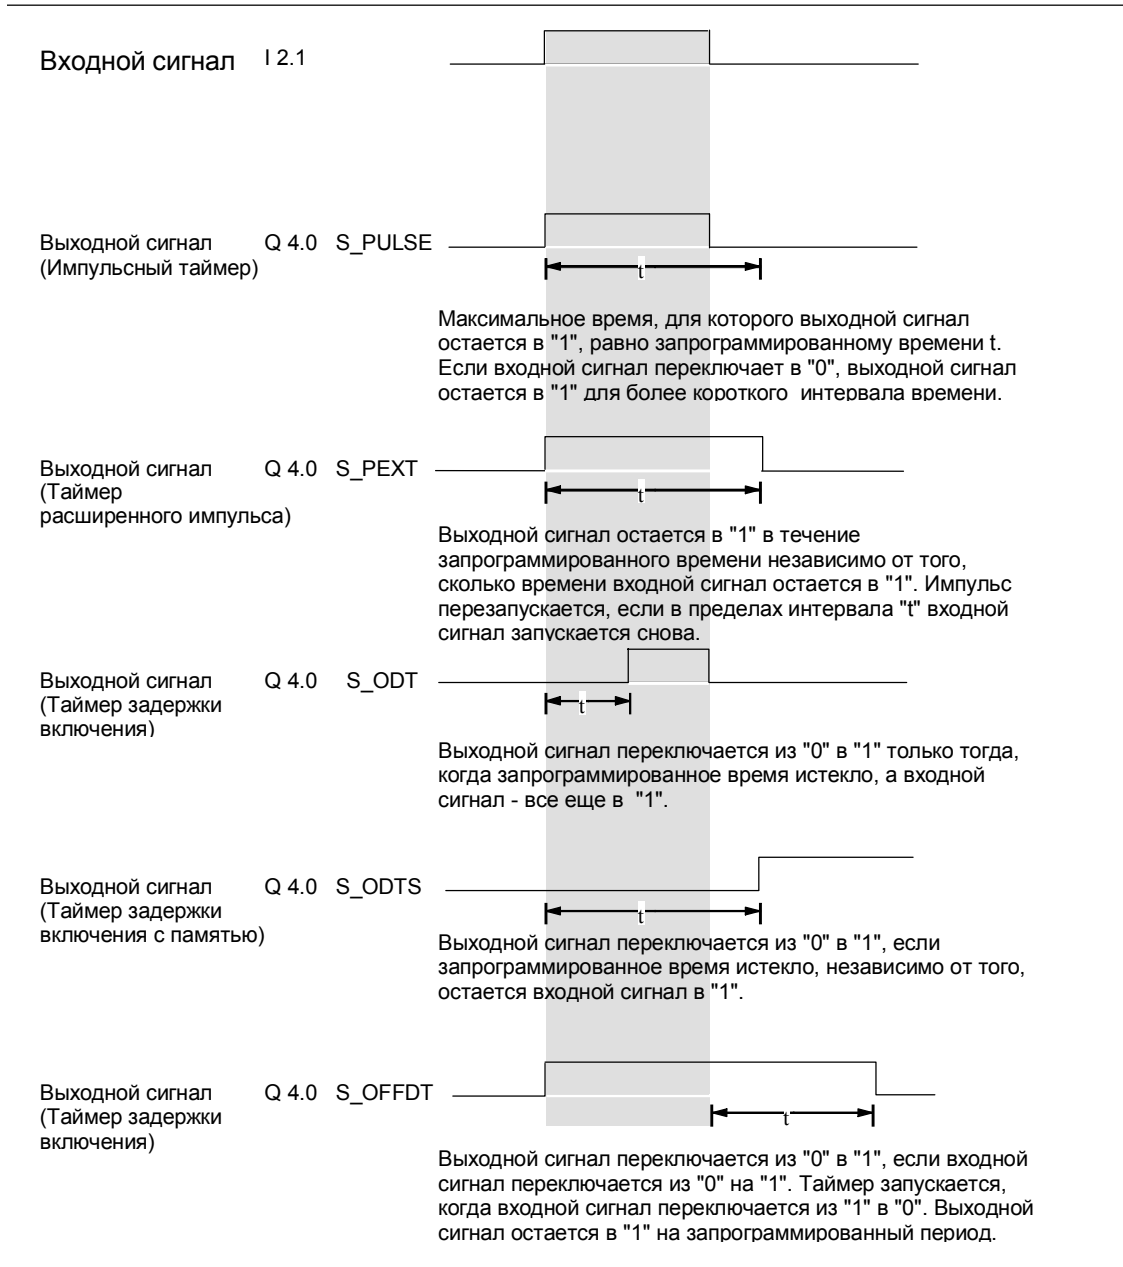 Входной сигнал I 2.1
Выходной сигнал Q 4.0 S_PULSE
(Импульсный таймер)
t
Максимальное время, для которого выходной сигнал
остается в "1", равно запрограммированному времени t.
Если входной сигнал переключает в "0", выходной сигнал
остается в "1" для более короткого интервала времени.
Выходной сигнал Q 4.0 S_PEXT
(Таймер
расширенного импульса)
t
Выходной сигнал остается в "1" в течение
запрограммированного времени независимо от того,
сколько времени входной сигнал остается в "1". Импульс
перезапускается, если в пределах интервала "t" входной
сигнал запускается снова.
Выходной сигнал Q 4.0 S_ODT
(Таймер задержки
включения)
t
Выходной сигнал переключается из "0" в "1" только тогда,
когда запрограммированное время истекло, а входной
сигнал - все еще в "1".
Выходной сигнал Q 4.0 S_ODTS
(Таймер задержки
включения с памятью)
t
Выходной сигнал переключается из "0" в "1", если
запрограммированное время истекло, независимо от того,
остается входной сигнал в "1".
Выходной сигнал Q 4.0 S_OFFDT
(Таймер задержки
включения)
t
Выходной сигнал переключается из "0" в "1", если входной
сигнал переключается из "0" на "1". Таймер запускается,
когда входной сигнал переключается из "1" в "0". Выходной
сигнал остается в "1" на запрограммированный период.